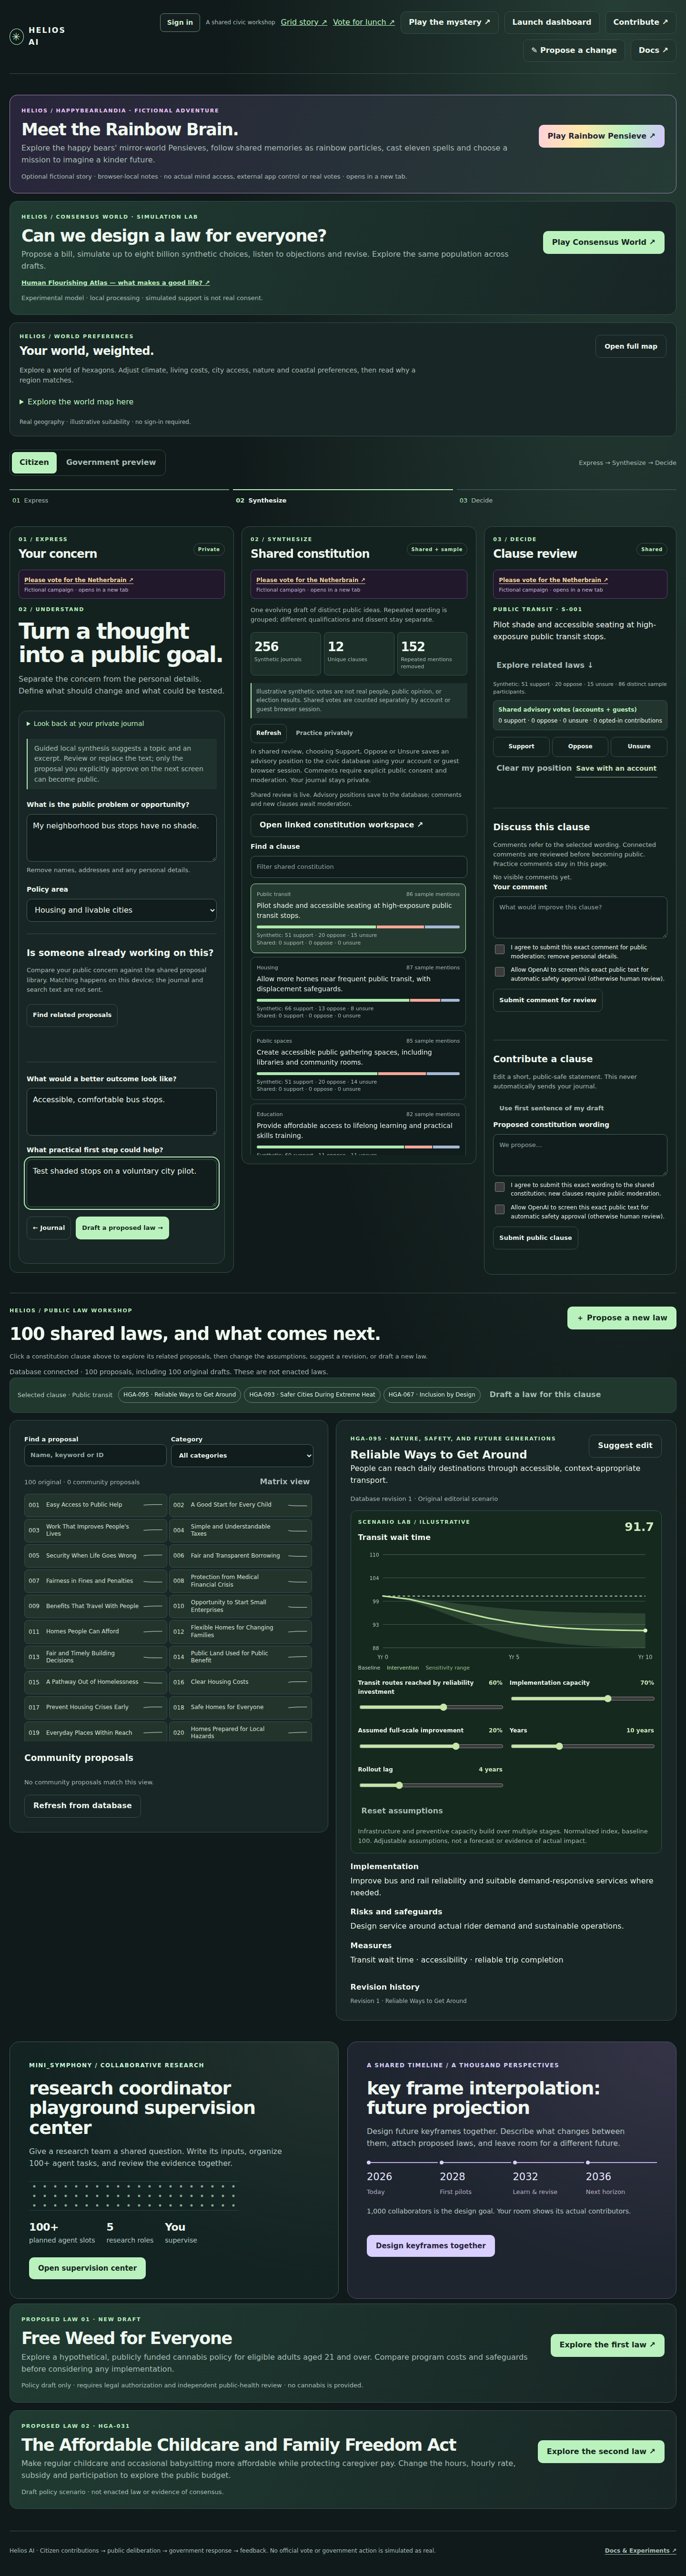 HELIOS AI
Sign in
A shared civic workshop
Grid story ↗
Vote for lunch ↗
Play the mystery ↗
Launch dashboard
Contribute ↗
✎ Propose a change
Docs ↗
HELIOS / HAPPYBEARLANDIA · FICTIONAL ADVENTURE
Meet the Rainbow Brain.
Explore the happy bears' mirror-world Pensieves, follow shared memories as rainbow particles, cast eleven spells and choose a
mission to imagine a kinder future.
Optional fictional story · browser-local notes · no actual mind access, external app control or real votes · opens in a new tab.
Play Rainbow Pensieve ↗
HELIOS / CONSENSUS WORLD · SIMULATION LAB
Can we design a law for everyone?
Propose a bill, simulate up to eight billion synthetic choices, listen to objections and revise. Explore the same population across
drafts.
Human Flourishing Atlas — what makes a good life? ↗
Experimental model · local processing · simulated support is not real consent.
Play Consensus World ↗
HELIOS / WORLD PREFERENCES
Your world, weighted.
Explore a world of hexagons. Adjust climate, living costs, city access, nature and coastal preferences, then read why a
region matches.
▶ Explore the world map here
Real geography · illustrative suitability · no sign-in required.
Open full map
Citizen
Government preview
Express → Synthesize → Decide
01 Express
02 Synthesize
03 Decide
01 / EXPRESS
Your concern
Private
Please vote for the Netherbrain ↗
Fictional campaign · opens in a new tab
02 / UNDERSTAND
Turn a thought
into a public goal.
Separate the concern from the personal details.
Define what should change and what could be tested.
▶ Look back at your private journal
Guided local synthesis suggests a topic and an
excerpt. Review or replace the text; only the
proposal you explicitly approve on the next screen
can become public.
What is the public problem or opportunity?
My neighborhood bus stops have no shade.
Remove names, addresses and any personal details.
Policy area
Housing and livable cities
Is someone already working on this?
Compare your public concern against the shared proposal
library. Matching happens on this device; the journal and
search text are not sent.
Find related proposals
What would a better outcome look like?
Accessible, comfortable bus stops.
What practical first step could help?
Test shaded stops on a voluntary city pilot.
← Journal
Draft a proposed law →
02 / SYNTHESIZE
Shared constitution
Shared + sample
Please vote for the Netherbrain ↗
Fictional campaign · opens in a new tab
One evolving draft of distinct public ideas. Repeated wording is
grouped; different qualifications and dissent stay separate.
256
Synthetic journals
12
Unique clauses
152
Repeated mentions
removed
Illustrative synthetic votes are not real people, public opinion, or
election results. Shared records are counted separately by account or
guest browser session.
Refresh
Practice privately
In shared review, choosing Support, Oppose or Unsure saves an
advisory position to the civic database using your account or guest
browser session. Comments require explicit public consent and
moderation. Your journal stays private.
Shared review is live. Advisory positions save to the database; comments
and new clauses await moderation.
Open linked constitution workspace ↗
Find a clause
Filter shared constitution
Public transit
86 sample mentions
Pilot shade and accessible seating at high-exposure public
transit stops.
Synthetic: 51 support · 20 oppose · 15 unsure
Shared: 0 support · 0 oppose · 0 unsure
Housing
87 sample mentions
Allow more homes near frequent public transit, with
displacement safeguards.
Synthetic: 66 support · 13 oppose · 8 unsure
Shared: 0 support · 0 oppose · 0 unsure
Public spaces
85 sample mentions
Create accessible public gathering spaces, including
libraries and community rooms.
Synthetic: 51 support · 20 oppose · 14 unsure
Shared: 0 support · 0 oppose · 0 unsure
Education
82 sample mentions
Provide affordable access to lifelong learning and practical
skills training.
03 / DECIDE
Clause review
Shared
Please vote for the Netherbrain ↗
Fictional campaign · opens in a new tab
PUBLIC TRANSIT · S-001
Pilot shade and accessible seating at high-
exposure public transit stops.
Explore related laws ↓
Synthetic: 51 support · 20 oppose · 15 unsure · 86 distinct sample
participants.
Shared advisory votes (accounts + guests)
0 support · 0 oppose · 0 unsure · 0 opted-in contributions
Support
Oppose
Unsure
Clear my position
Save with an account
Discuss this clause
Comments refer to the selected wording. Connected
comments are reviewed before becoming public.
Practice comments stay in this page.
No visible comments yet.
Your comment
What would improve this clause?
I agree to submit this exact comment for public
moderation; remove personal details.
Allow OpenAI to screen this exact public text for
automatic safety approval (otherwise human review).
Submit comment for review
Contribute a clause
Edit a short, public-safe statement. This never
automatically sends your journal.
Use first sentence of my draft
Proposed constitution wording
We propose...
I agree to submit this exact wording to the shared
constitution; new clauses require public moderation.
Allow OpenAI to screen this exact public text for
automatic safety approval (otherwise human review).
Submit public clause
HELIOS / PUBLIC LAW WORKSHOP
100 shared laws, and what comes next.
Click a constitution clause above to explore its related proposals, then change the assumptions, suggest a revision, or draft a new law.
+ Propose a new law
Database connected · 100 proposals, including 100 original drafts. These are not enacted laws.
Selected clause · Public transit
HGA-095 · Reliable Ways to Get Around
HGA-093 · Safer Cities During Extreme Heat
HGA-067 · Inclusion by Design
Draft a law for this clause
Find a proposal
Name, keyword or ID
Category
All categories
100 original · 0 community proposals
Matrix view
001 Easy Access to Public Help
002 A Good Start for Every Child
003 Work That Improves People's Lives
004 Simple and Understandable Taxes
005 Security When Life Goes Wrong
006 Fair and Transparent Borrowing
007 Fairness in Fines and Penalties
008 Protection from Medical Financial Crisis
009 Benefits That Travel With People
010 Opportunity to Start Small Enterprises
011 Homes People Can Afford
012 Flexible Homes for Changing Families
013 Fair and Timely Building Decisions
014 Public Land Used for Public Benefit
015 A Pathway Out of Homelessness
016 Clear Housing Costs
017 Prevent Housing Crises Early
018 Safe Homes for Everyone
019 Everyday Places Within Reach
020 Homes Prepared for Local Hazards
Community proposals
No community proposals match this view.
Refresh from database
HGA-095 · NATURE, SAFETY, AND FUTURE GENERATIONS
Reliable Ways to Get Around
People can reach daily destinations through accessible, context-appropriate
transport.
Suggest edit
Database revision 1 · Original editorial scenario
SCENARIO LAB / ILLUSTRATIVE
Transit wait time
91.7
110
104
99
93
88
Yr 0
Yr 5
Yr 10
Baseline
Intervention
Sensitivity range
Transit routes reached by reliability
investment
60%
Implementation capacity
70%
Assumed full-scale improvement
20%
Years
10 years
Rollout lag
4 years
Reset assumptions
Infrastructure and preventive capacity build over multiple stages. Normalized index, baseline
100. Adjustable assumptions, not a forecast or evidence of actual impact.
Implementation
Improve bus and rail reliability and suitable demand-responsive services where
needed.
Risks and safeguards
Design service around actual rider demand and sustainable operations.
Measures
Transit wait time · accessibility · reliable trip completion
Revision history
Revision 1 · Reliable Ways to Get Around
MINI_SYMPHONY / COLLABORATIVE RESEARCH
research coordinator
playground supervision
center
Give a research team a shared question. Write its inputs, organize
100+ agent tasks, and review the evidence together.
100+
planned agent slots
5
research roles
You
supervise
Open supervision center
A SHARED TIMELINE / A THOUSAND PERSPECTIVES
key frame interpolation:
future projection
Design future keyframes together. Describe what changes between
them, attach proposed laws, and leave room for a different future.
2026
Today
2028
First pilots
2032
Learn & revise
2036
Next horizon
1,000 collaborators is the design goal. Your room shows its actual contributors.
Design keyframes together
PROPOSED LAW 01 · NEW DRAFT
Free Weed for Everyone
Explore a hypothetical, publicly funded cannabis policy for eligible adults aged 21 and over. Compare program costs and safeguards
before considering any implementation.
Policy draft only · requires legal authorization and independent public-health review · no cannabis is provided.
Explore the first law ↗
PROPOSED LAW 02 · HGA-031
The Affordable Childcare and Family Freedom Act
Make regular childcare and occasional babysitting more affordable while protecting caregiver pay. Change the hours, hourly rate,
subsidy and participation to explore the public budget.
Draft policy scenario · not enacted law or evidence of consensus.
Explore the second law ↗
Helios AI · Citizen contributions → public deliberation → government response → feedback. No official vote or government action is simulated as real.
Docs & Experiments ↗